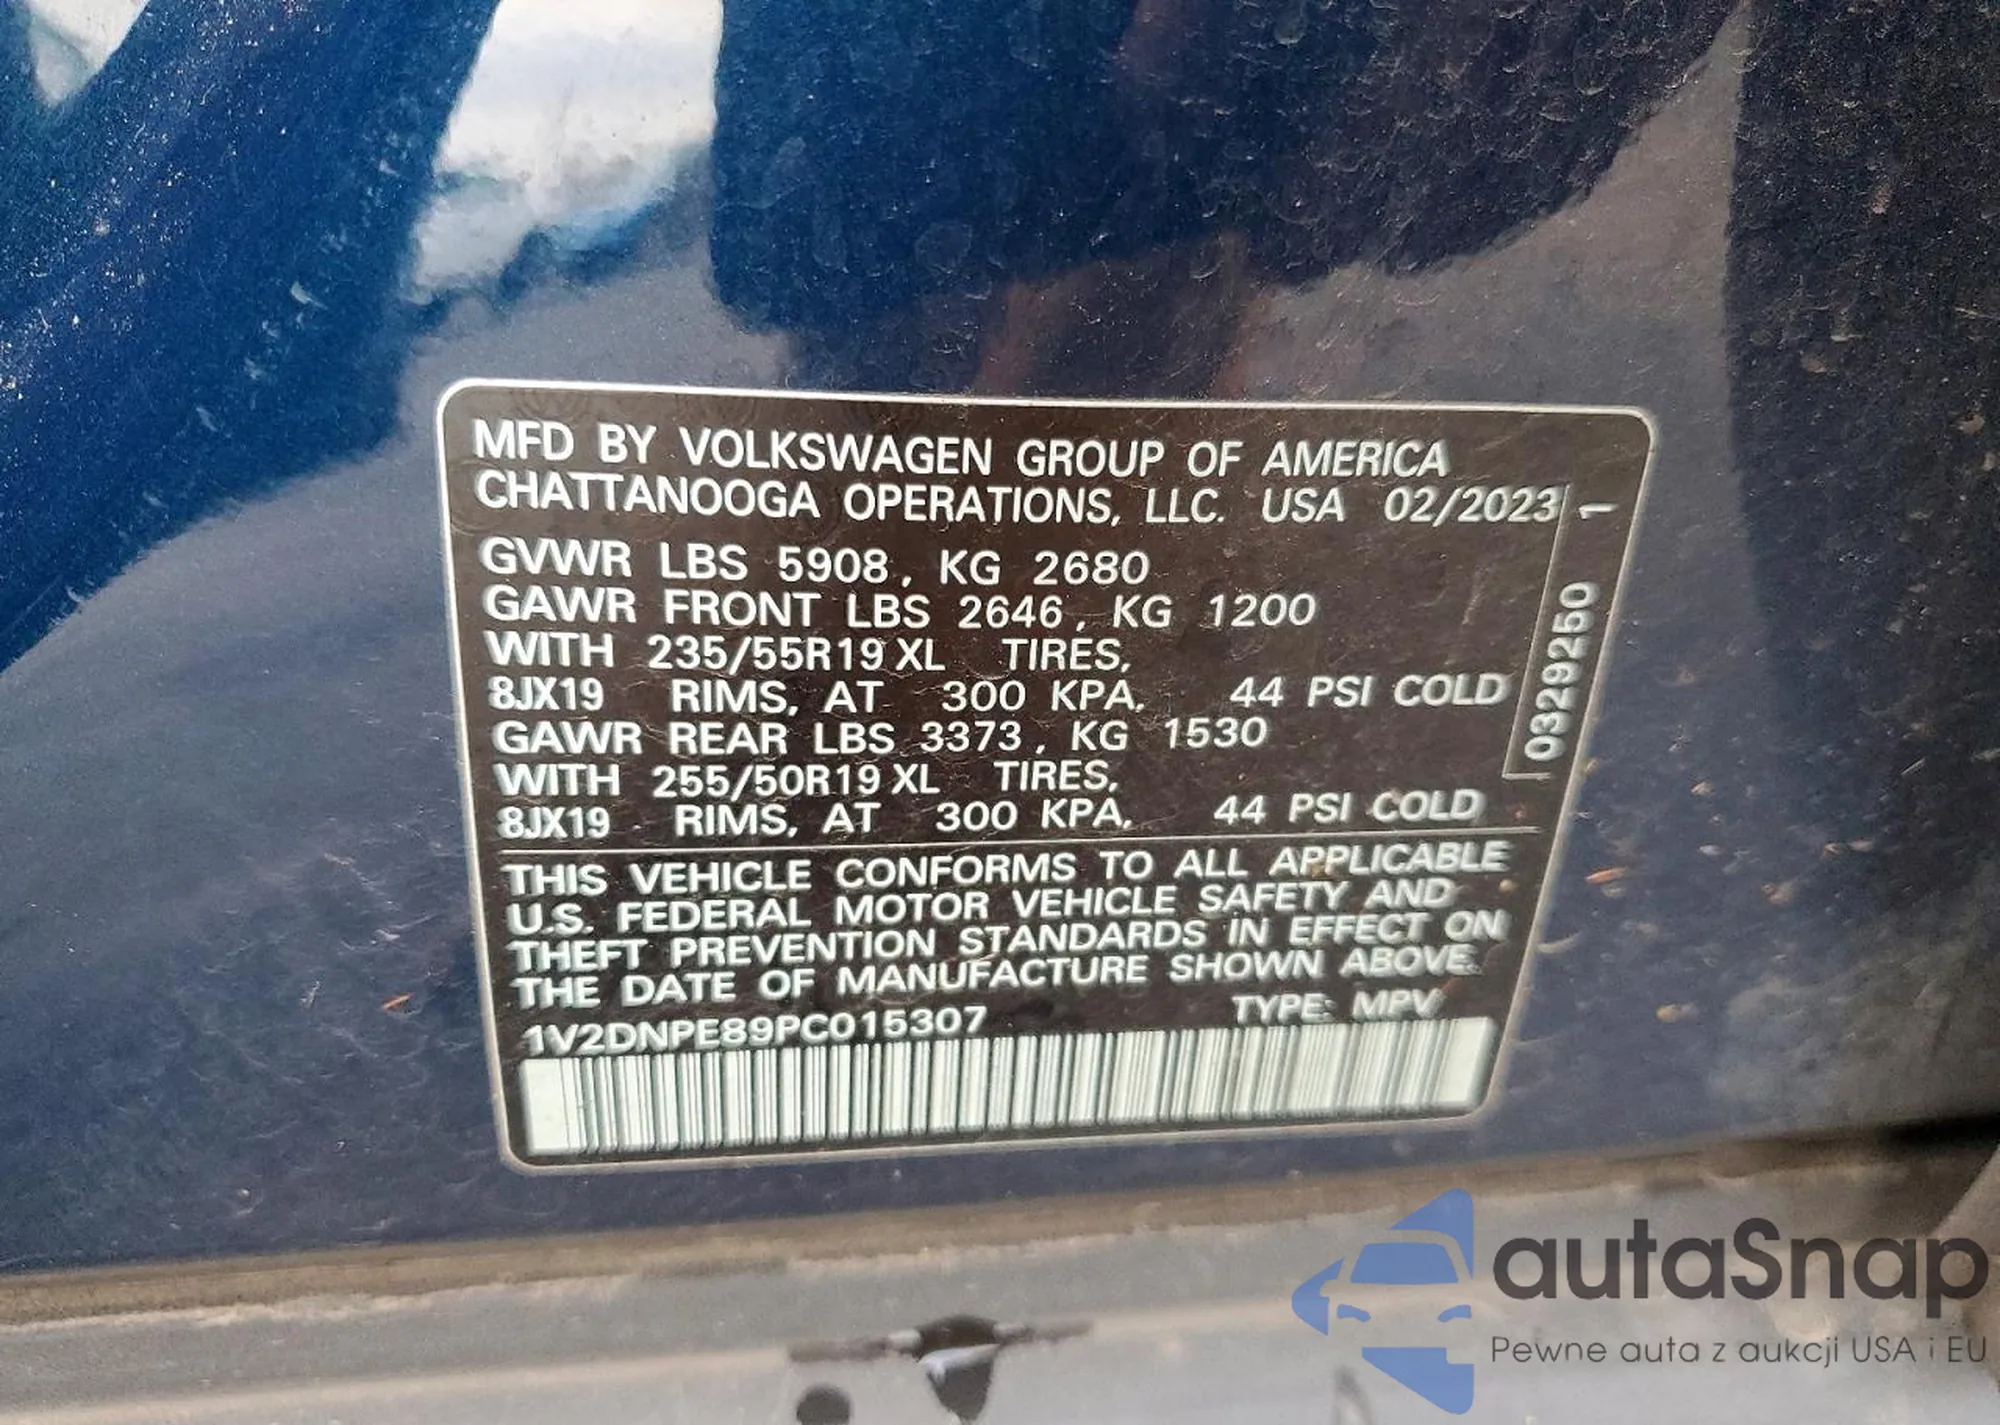 MFD BY VOLKSWAGEN GROUP OF AMERICA
CHATTANOOGA OPERATIONS, LLC. USA 02/2023
GVWR LBS 5908, KG 2680
GAWR FRONT LBS 2646, KG 1200
WITH 235/55R19 XL TIRES,
8JX19 RIMS, AT 300 KPA, 44 PSI COLD
GAWR REAR LBS 3373, KG 1530
WITH 255/50R19 XL TIRES,
8JX19 RIMS, AT 300 KPA, 44 PSI COLD
0329250 1
THIS VEHICLE CONFORMS TO ALL APPLICABLE
U.S. FEDERAL MOTOR VEHICLE SAFETY AND
THEFT PREVENTION STANDARDS IN EFFECT ON
THE DATE OF MANUFACTURE SHOWN ABOVE.
1V2DNPE89PC015307 TYPE: MPV
autaSnap
Pewne auta z aukcji USA i EU